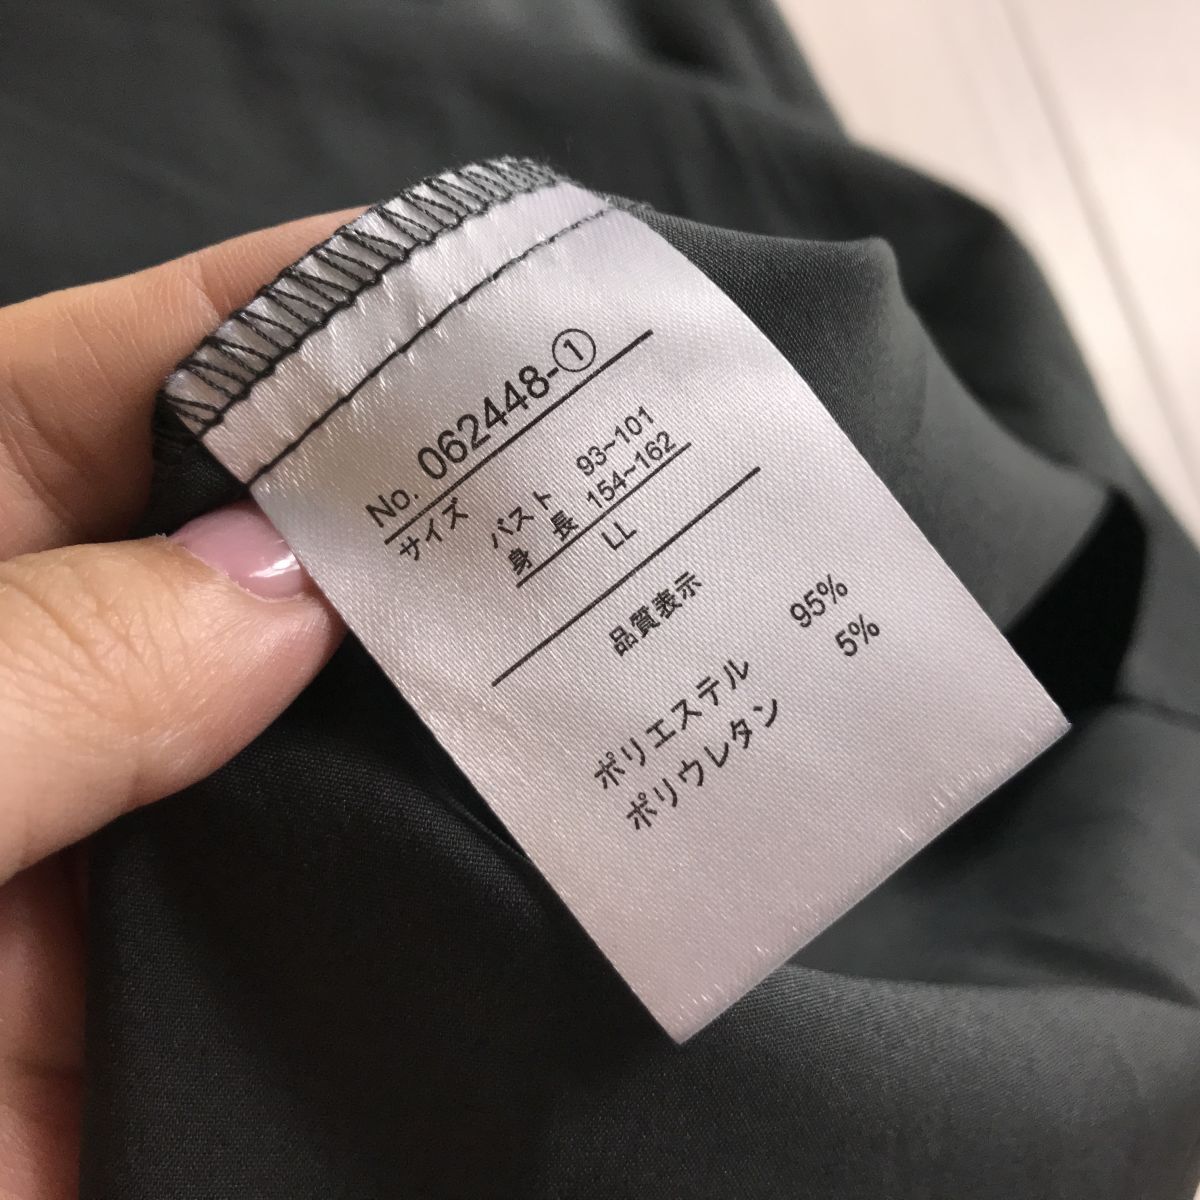 No. 062448-①
サイズ
バスト 93~101
身長 154~162
LL
品質表示
ポリエステル 95%
ポリウレタン 5%